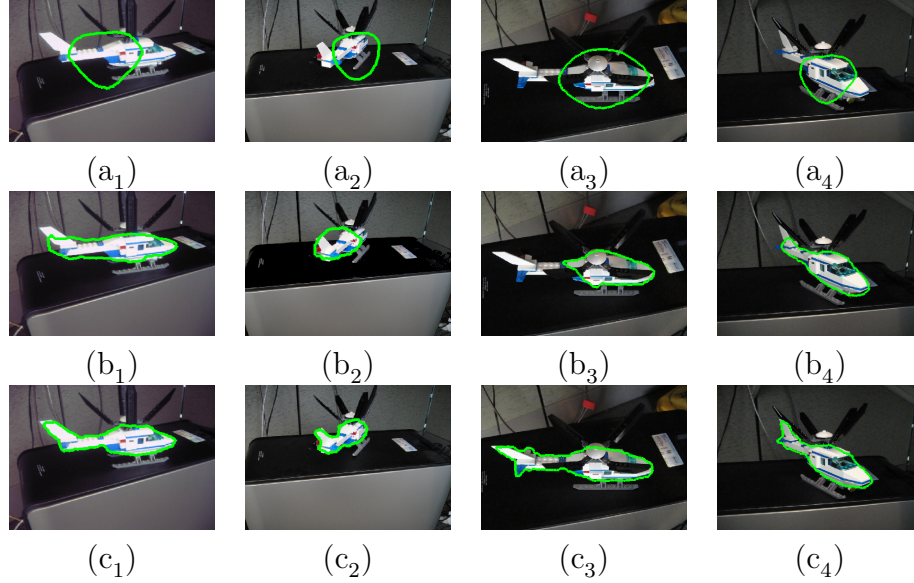 (a₁) (a₂) (a₃) (a₄)
(b₁) (b₂) (b₃) (b₄)
(c₁) (c₂) (c₃) (c₄)